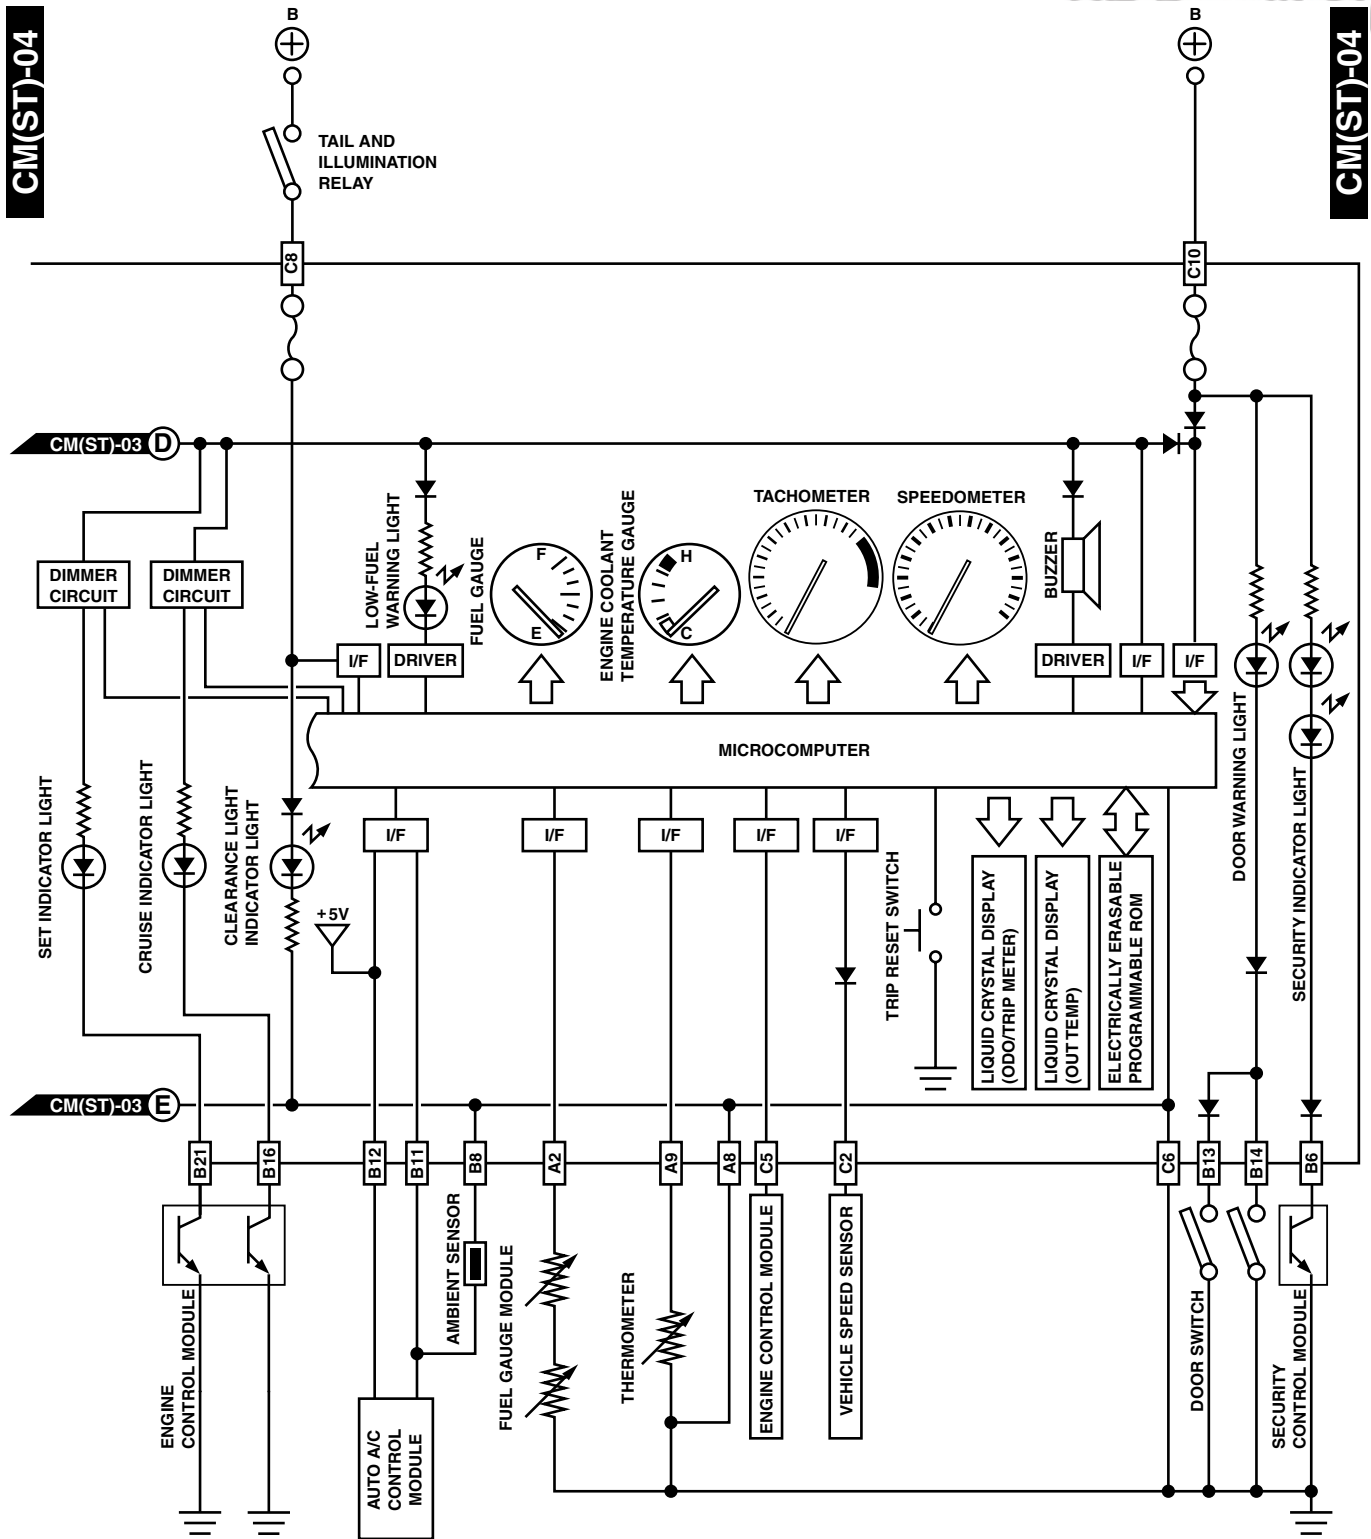 CM(ST)-04
B
B
CM(ST)-04
TAIL AND
ILLUMINATION
RELAY
C8
C10
CM(ST)-03 D
TACHOMETER
SPEEDOMETER
LOW-FUEL
WARNING LIGHT
FUEL GAUGE
F
E
ENGINE COOLANT
TEMPERATURE GAUGE
H
C
BUZZER
DIMMER
CIRCUIT
DIMMER
CIRCUIT
I/F
DRIVER
DRIVER
I/F
I/F
MICROCOMPUTER
SET INDICATOR LIGHT
CRUISE INDICATOR LIGHT
CLEARANCE LIGHT
INDICATOR LIGHT
+5V
I/F
I/F
I/F
I/F
I/F
TRIP RESET SWITCH
LIQUID CRYSTAL DISPLAY
(ODO/TRIP METER)
LIQUID CRYSTAL DISPLAY
(OUT TEMP)
ELECTRICALLY ERASABLE
PROGRAMMABLE ROM
DOOR WARNING LIGHT
SECURITY INDICATOR LIGHT
CM(ST)-03 E
B21
B16
B12
B11
B8
A2
A9
A8
C5
C2
C6
B13
B14
B6
ENGINE
CONTROL MODULE
AUTO A/C
CONTROL
MODULE
AMBIENT SENSOR
FUEL GAUGE MODULE
THERMOMETER
ENGINE CONTROL MODULE
VEHICLE SPEED SENSOR
DOOR SWITCH
SECURITY
CONTROL MODULE